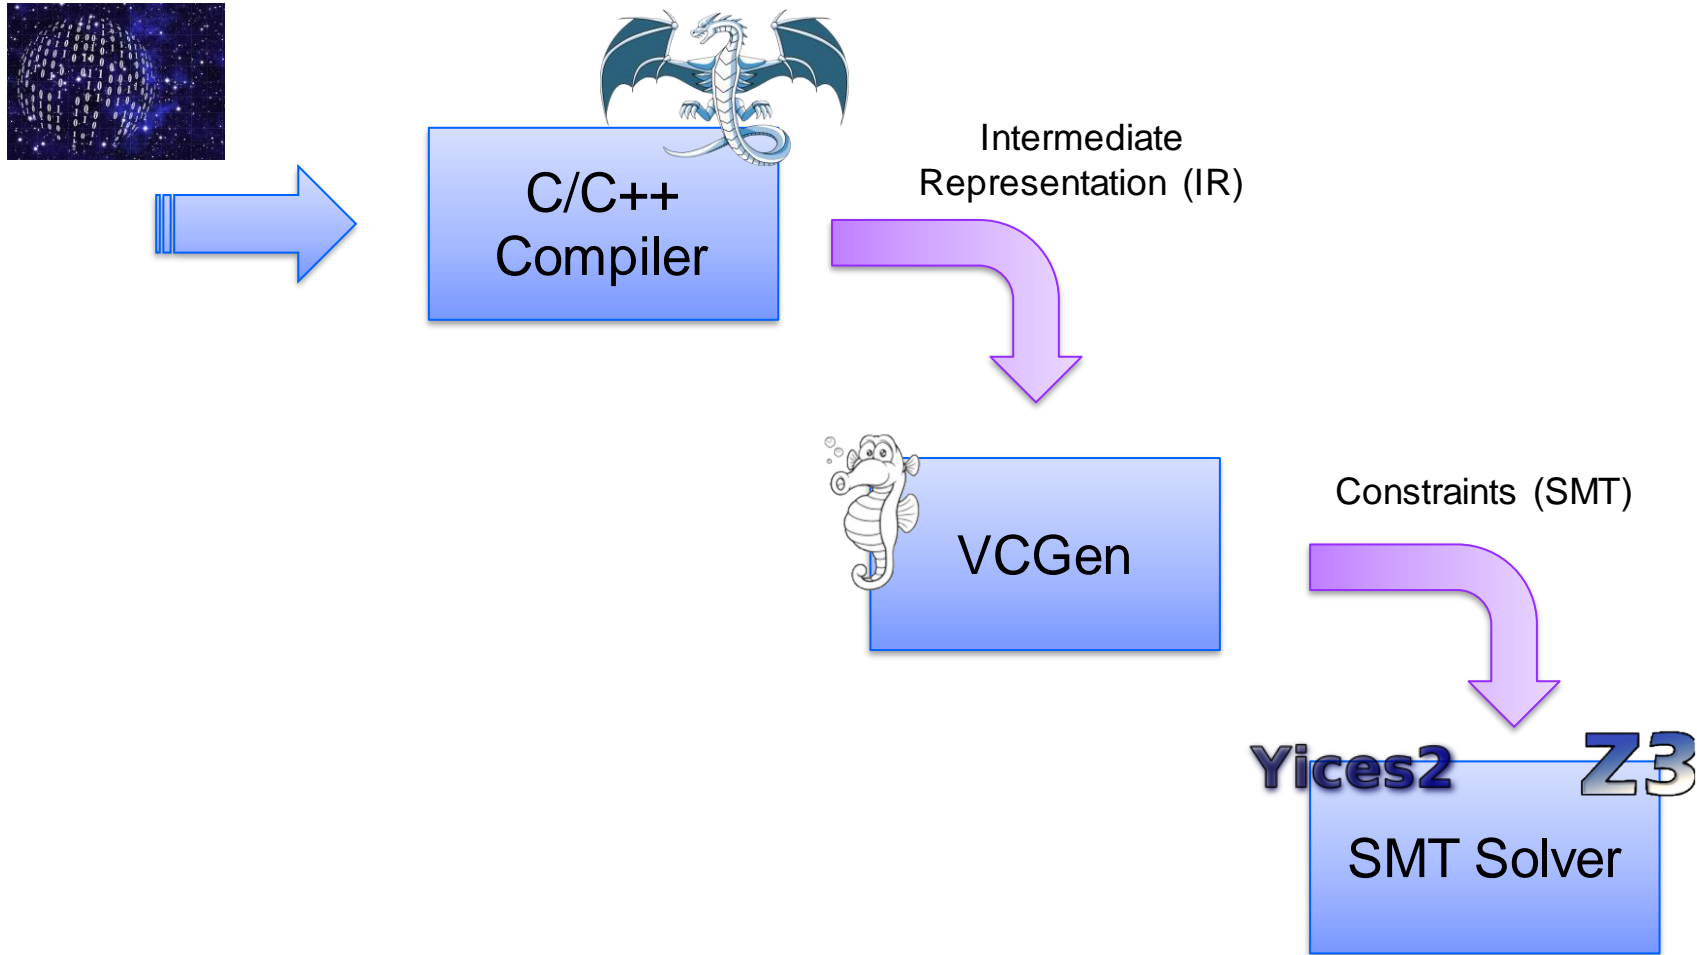 C/C++
Compiler
Intermediate
Representation (IR)
VCGen
Constraints (SMT)
Yices2
Z3
SMT Solver